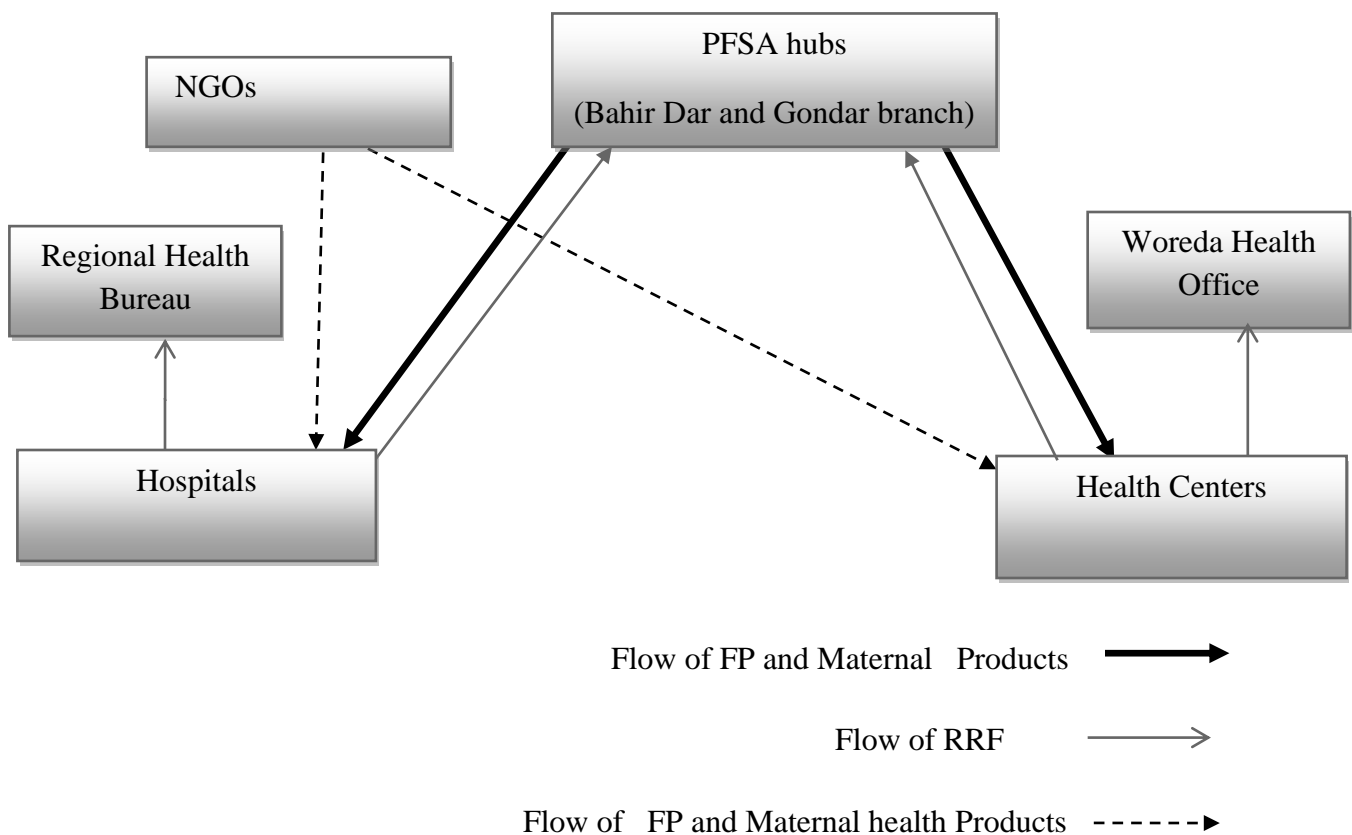 PFSA hubs
(Bahir Dar and Gondar branch)
NGOs
Regional Health
Bureau
Woreda Health
Office
Hospitals
Health Centers
Flow of FP and Maternal Products
Flow of RRF
Flow of FP and Maternal health Products